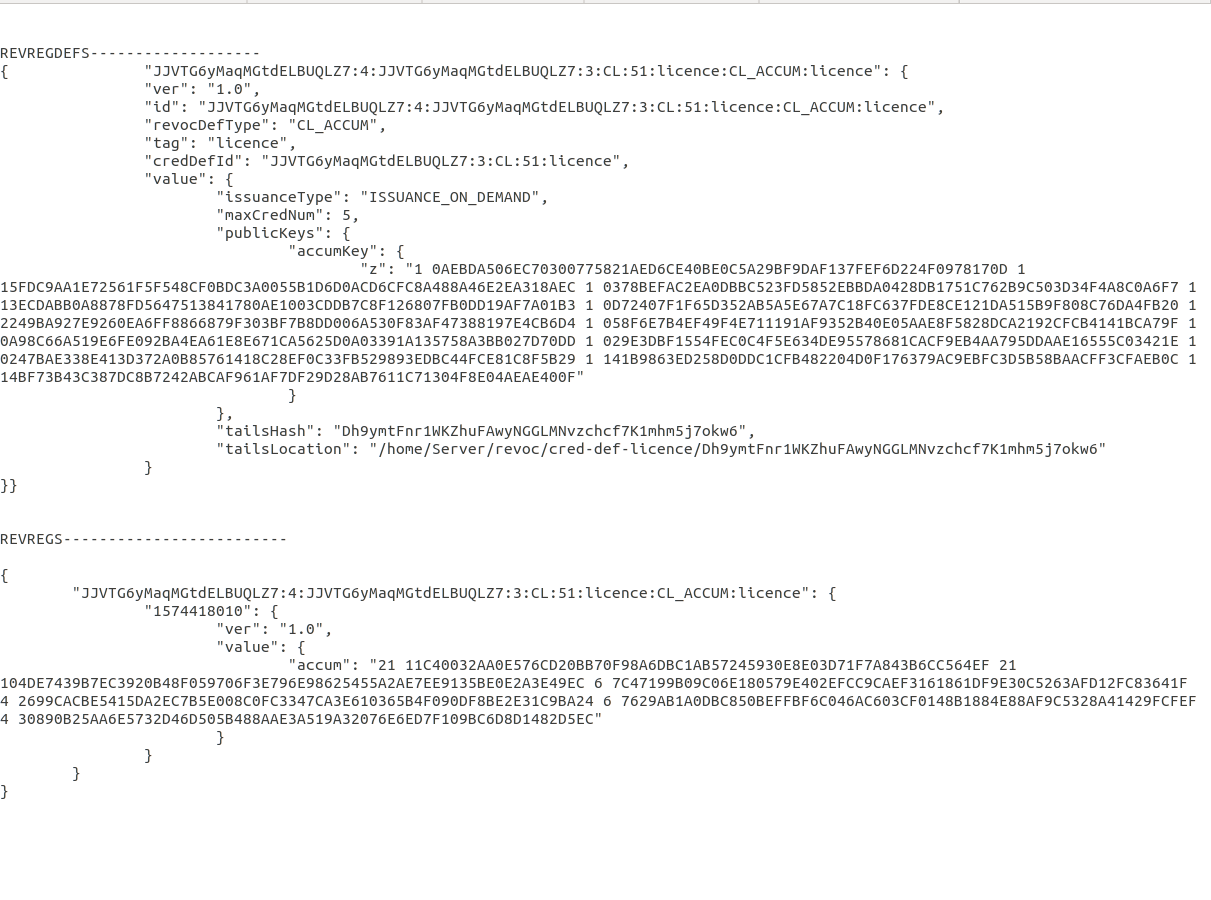 REVREGDEFS-------------------
{ "JJVTG6yMaqMGtdELBUQLZ7:4:JJVTG6yMaqMGtdELBUQLZ7:3:CL:51:licence:CL_ACCUM:licence": {
"ver": "1.0",
"id": "JJVTG6yMaqMGtdELBUQLZ7:4:JJVTG6yMaqMGtdELBUQLZ7:3:CL:51:licence:CL_ACCUM:licence",
"revocDefType": "CL_ACCUM",
"tag": "licence",
"credDefId": "JJVTG6yMaqMGtdELBUQLZ7:3:CL:51:licence",
"value": {
"issuanceType": "ISSUANCE_ON_DEMAND",
"maxCredNum": 5,
"publicKeys": {
"accumKey": {
"z": "1 0AEBDA506EC70300775821AED6CE40BE0C5A29BF9DAF137FEF6D224F0978170D 1
15FDC9AA1E72561F5F548CF0BDC3A0055B1D6D0ACD6CFC8A488A46E2EA318AEC 1 0378BEFAC2EA0DBBC523FD5852EBBDA0428DB1751C762B9C503D34F4A8C0A6F7 1
13ECDABB0A8878FD5647513841780AE1003CDDB7C8F126807FB0DD19AF7A01B3 1 0D72407F1F65D352AB5A5E67A7C18FC637FDE8CE121DA515B9F808C76DA4FB20 1
2249BA927E9260EA6FF8866879F303BF7B8DD006A530F83AF47388197E4CB6D4 1 058F6E7B4EF49F4E711191AF9352B40E05AAE8F5828DCA2192CFCB4141BCA79F 1
0A98C66A519E6FE092BA4EA61E8E671CA5625D0A03391A135758A3BB027D70DD 1 029E3DBF1554FEC0C4F5E634DE95578681CACF9EB4AA795DDAAE16555C03421E 1
0247BAE338E413D372A0B85761418C28EF0C33FB529893EDBC44FCE81C8F5B29 1 141B9863ED258D0DDC1CFB482204D0F176379AC9EBFC3D5B58BAACFF3CFAEB0C 1
14BF73B43C387DC8B7242ABCAF961AF7DF29D28AB7611C71304F8E04AEAE400F"
}
},
"tailsHash": "Dh9ymtFnr1WKZhuFAwyNGGLMNvzchcf7K1mhm5j7okw6",
"tailsLocation": "/home/Server/revoc/cred-def-licence/Dh9ymtFnr1WKZhuFAwyNGGLMNvzchcf7K1mhm5j7okw6"
}
}}
REVREGS-------------------------
{
"JJVTG6yMaqMGtdELBUQLZ7:4:JJVTG6yMaqMGtdELBUQLZ7:3:CL:51:licence:CL_ACCUM:licence": {
"1574418010": {
"ver": "1.0",
"value": {
"accum": "21 11C40032AA0E576CD20BB70F98A6DBC1AB57245930E8E03D71F7A843B6CC564EF 21
104DE7439B7EC3920B48F059706F3E796E98625455A2AE7EE9135BE0E2A3E49EC 6 7C47199B09C06E180579E402EFCC9CAEF3161861DF9E30C5263AFD12FC83641F
4 2699CACBE5415DA2EC7B5E008C0FC3347CA3E610365B4F090DF8BE2E31C9BA24 6 7629AB1A0DBC850BEFFBF6C046AC603CF0148B1884E88AF9C5328A41429FCFEF
4 30890B25AA6E5732D46D505B488AAE3A519A32076E6ED7F109BC6D8D1482D5EC"
}
}
}
}